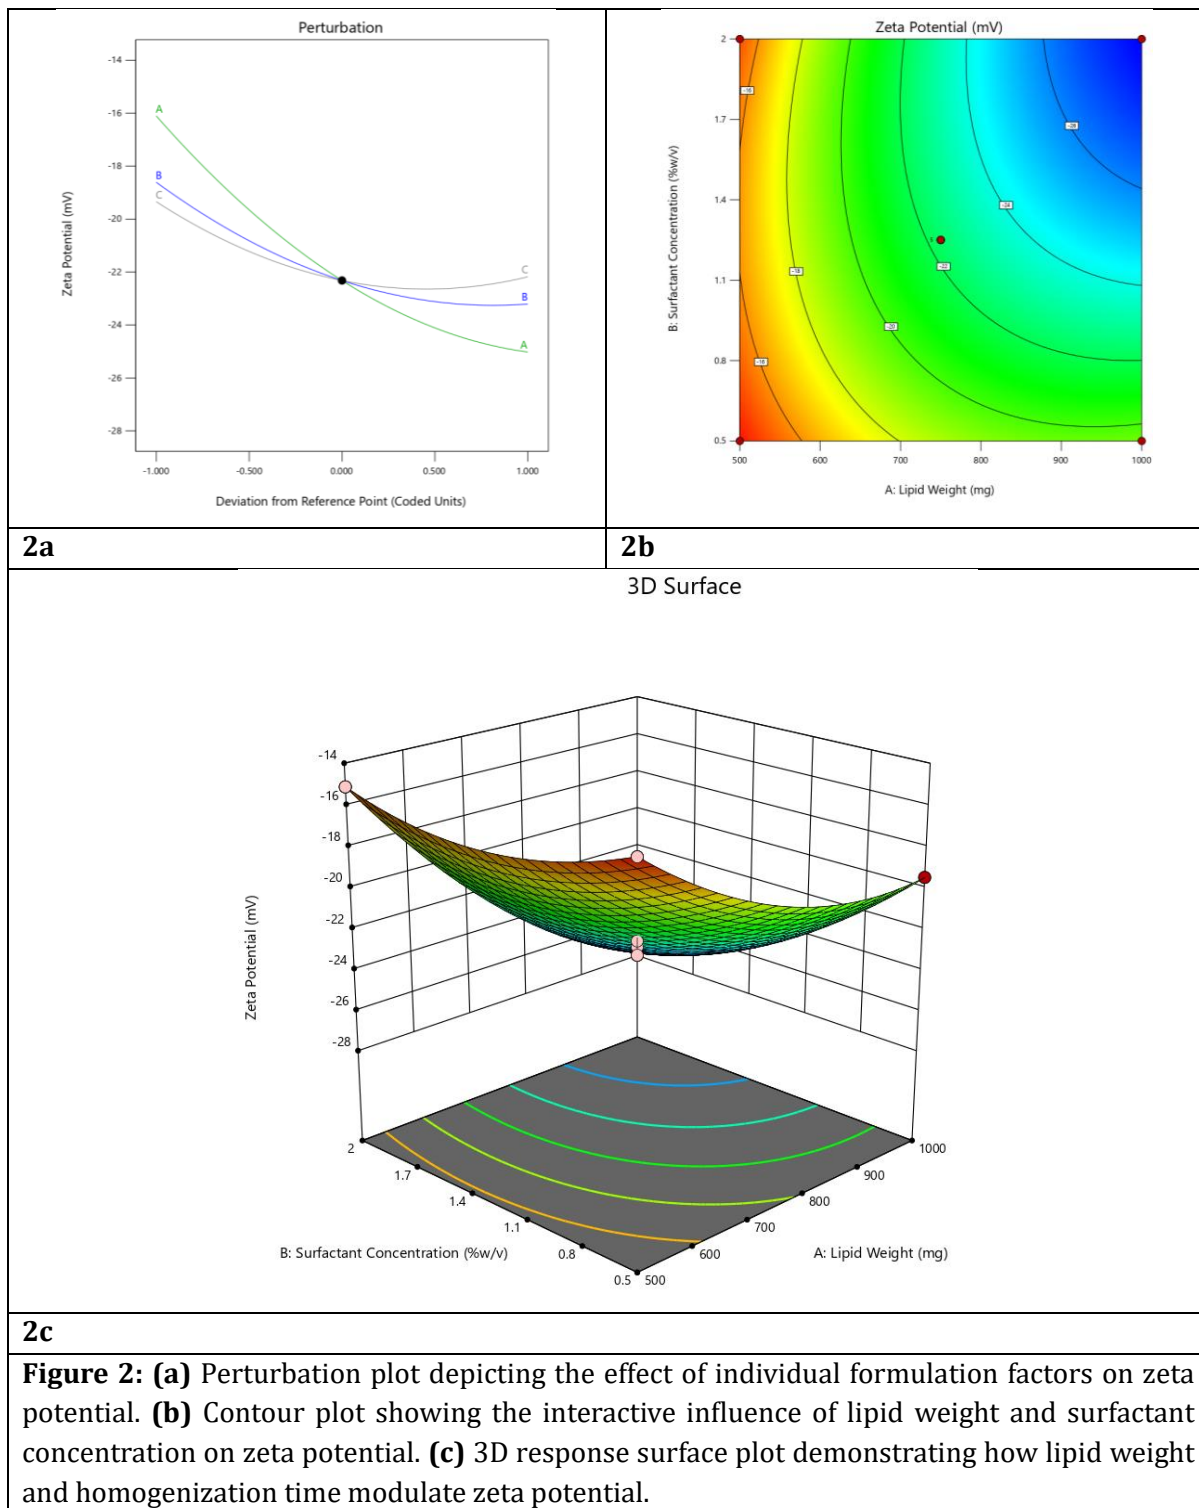 Perturbation
-14
-16
-18
-20
-22
-24
-26
-28
Zeta Potential (mV)
A
B
C
C
B
A
-1.000 -0.500 0.000 0.500 1.000
Deviation from Reference Point (Coded Units)
Zeta Potential (mV)
2
1.7
1.4
1.1
0.8
0.5
B: Surfactant Concentration (%w/v)
-16
-26
-24
-22
-18
-20
-16
500 600 700 800 900 1000
A: Lipid Weight (mg)
2a
2b
3D Surface
-14
-16
-18
-20
-22
-24
-26
-28
Zeta Potential (mV)
2
1.7
1.4
1.1
0.8
0.5
B: Surfactant Concentration (%w/v)
500
600
700
800
900
1000
A: Lipid Weight (mg)
2c
Figure 2: (a) Perturbation plot depicting the effect of individual formulation factors on zeta
potential. (b) Contour plot showing the interactive influence of lipid weight and surfactant
concentration on zeta potential. (c) 3D response surface plot demonstrating how lipid weight
and homogenization time modulate zeta potential.